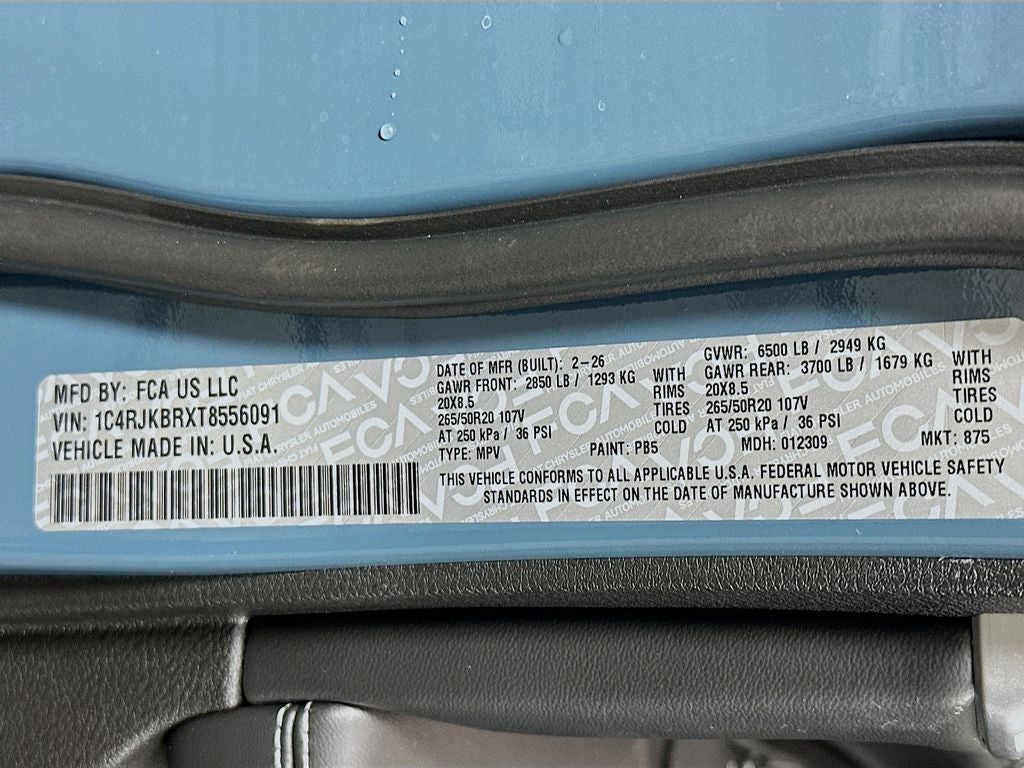 MFD BY: FCA US LLC
VIN: 1C4RJKBRXT8556091
VEHICLE MADE IN: U.S.A.
DATE OF MFR (BUILT): 2-26
GAWR FRONT: 2850 LB / 1293 KG WITH
20X8.5 RIMS
265/50R20 107V TIRES
AT 250 kPa / 36 PSI COLD
TYPE: MPV PAINT: PB5
GVWR: 6500 LB / 2949 KG
GAWR REAR: 3700 LB / 1679 KG WITH
20X8.5 RIMS
265/50R20 107V TIRES
AT 250 kPa / 36 PSI COLD
MDH: 012309 MKT: 875
THIS VEHICLE CONFORMS TO ALL APPLICABLE U.S.A. FEDERAL MOTOR VEHICLE SAFETY
STANDARDS IN EFFECT ON THE DATE OF MANUFACTURE SHOWN ABOVE.